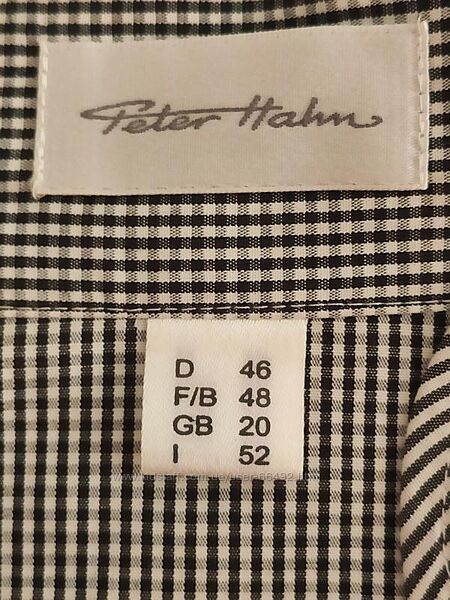 Peter Hahn
D 46
F/B 48
GB 20
I 52